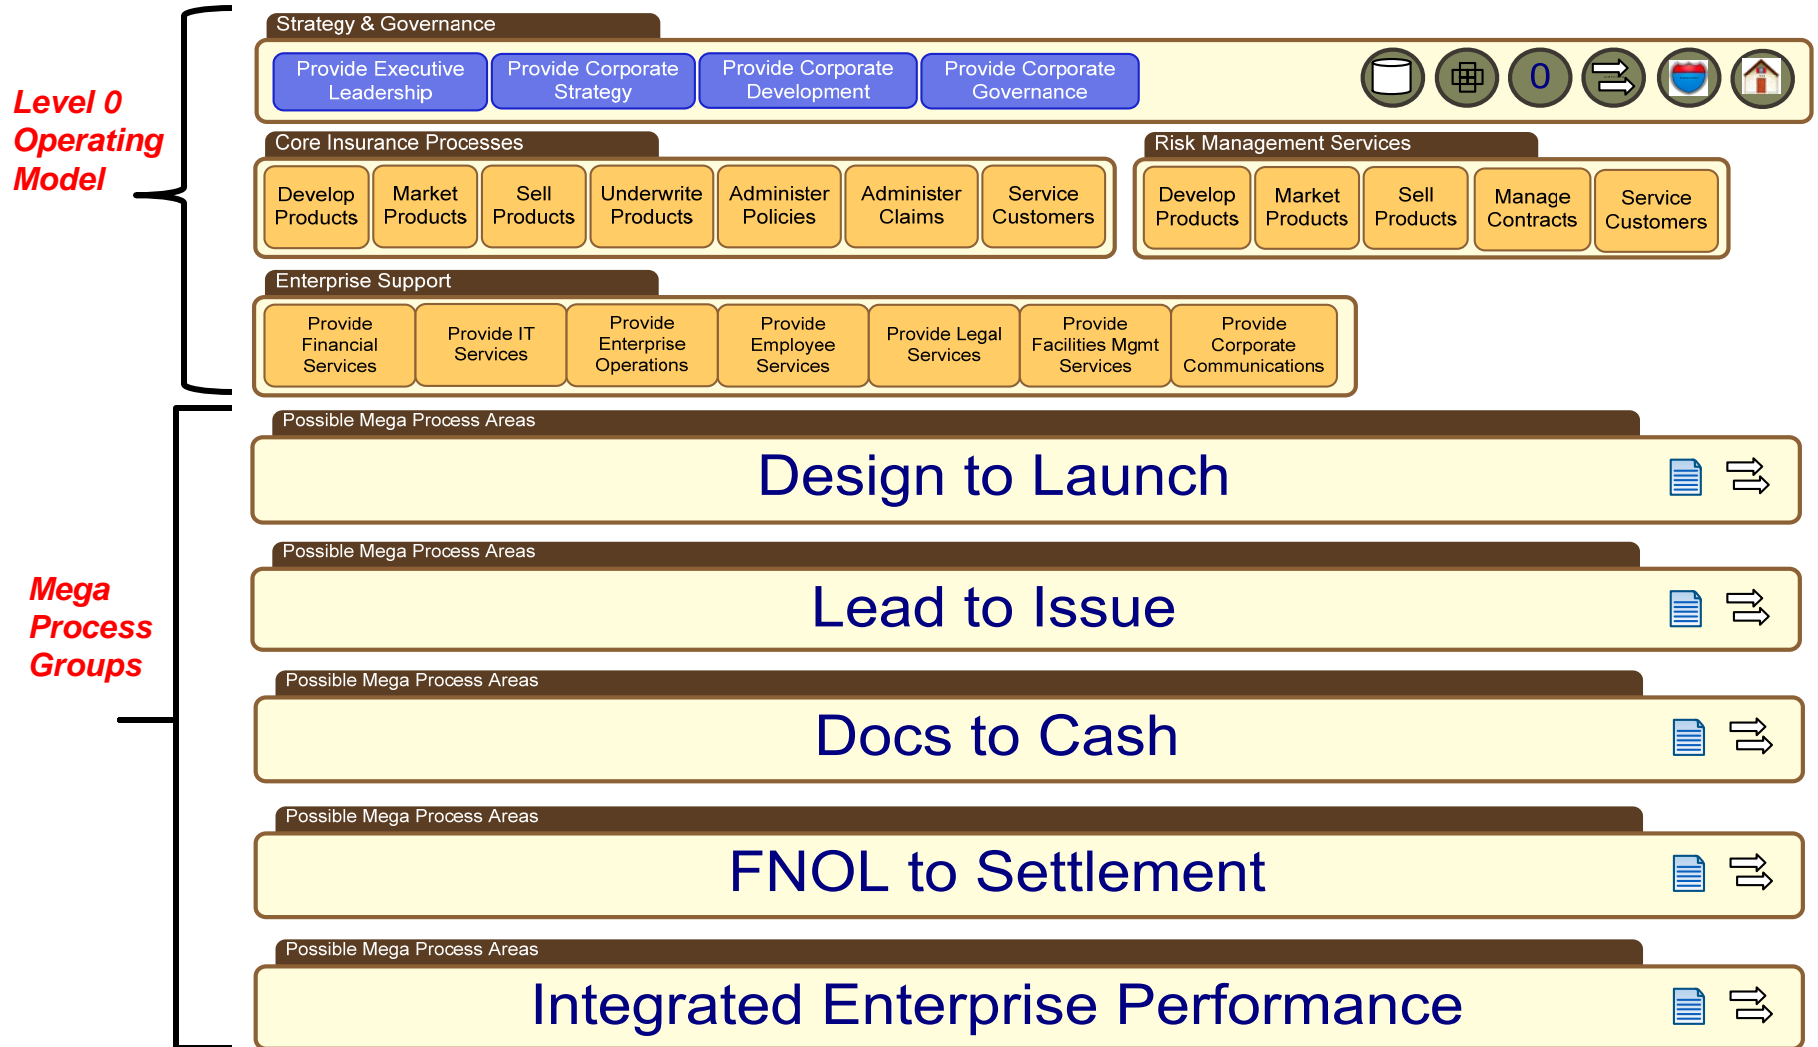 Strategy & Governance
Provide Executive
Leadership
Provide Corporate
Strategy
Provide Corporate
Development
Provide Corporate
Governance
0
Level 0
Operating
Model
Core Insurance Processes
Develop
Products
Market
Products
Sell
Products
Underwrite
Products
Administer
Policies
Administer
Claims
Service
Customers
Risk Management Services
Develop
Products
Market
Products
Sell
Products
Manage
Contracts
Service
Customers
Enterprise Support
Provide
Financial
Services
Provide IT
Services
Provide
Enterprise
Operations
Provide
Employee
Services
Provide Legal
Services
Provide
Facilities Mgmt
Services
Provide
Corporate
Communications
Mega
Process
Groups
Possible Mega Process Areas
Design to Launch
Possible Mega Process Areas
Lead to Issue
Possible Mega Process Areas
Docs to Cash
Possible Mega Process Areas
FNOL to Settlement
Possible Mega Process Areas
Integrated Enterprise Performance